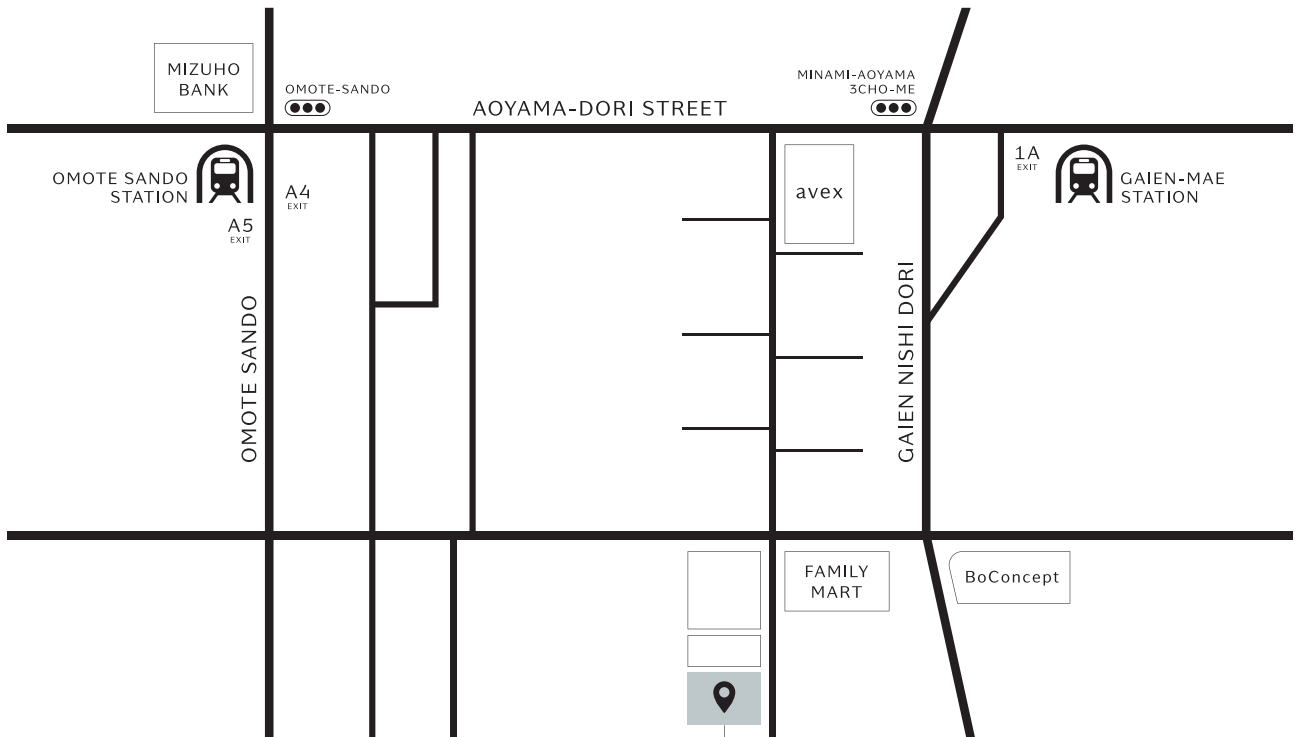 MIZUHO
BANK
OMOTE-SANDO
AOYAMA-DORI STREET
MINAMI-AOYAMA
3CHO-ME
OMOTE SANDO
STATION
A4
EXIT
A5
EXIT
avex
1A
EXIT
GAIEN-MAE
STATION
OMOTE SANDO
GAIEN NISHI DORI
FAMILY
MART
BoConcept